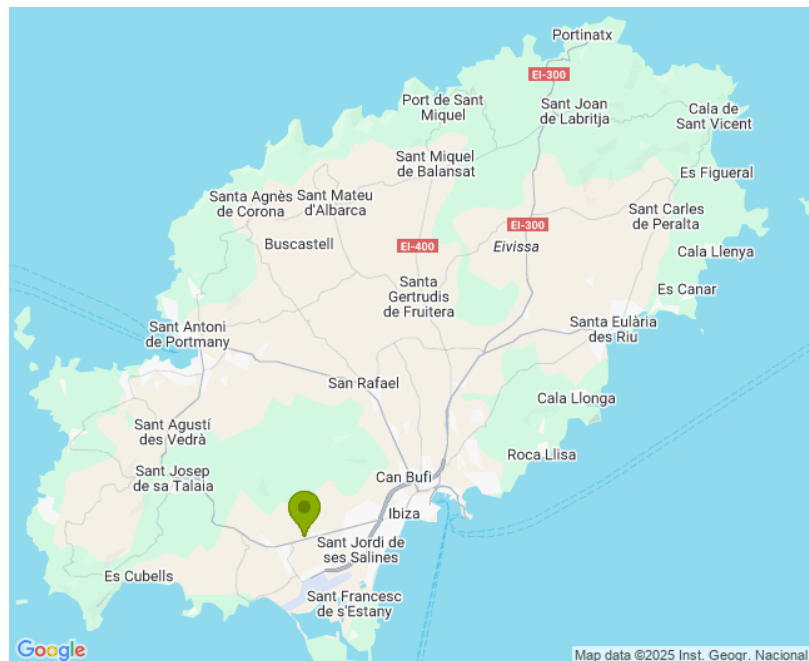 Portinatx
EI-300
Port de Sant
Miquel
Sant Joan
de Labritja
Cala de
Sant Vicent
Sant Miquel
de Balansat
Es Figueral
Santa Agnès
de Corona
Sant Mateu
d'Albarca
Sant Carles
de Peralta
EI-300
Buscastell
EI-400
Eivissa
Cala Llenya
Santa
Gertrudis
de Fruitera
Es Canar
Sant Antoni
de Portmany
Santa Eulària
des Riu
San Rafael
Cala Llonga
Sant Agustí
des Vedrà
Roca Llisa
Sant Josep
de sa Talaia
Can Bufi
Ibiza
Sant Jordi de
ses Salines
Es Cubells
Sant Francesc
de s'Estany
Google
Map data ©2025 Inst. Geogr. Nacional